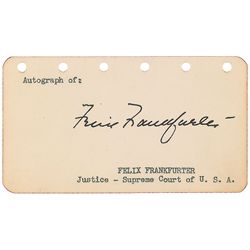 Autograph of:
Felix Frankfurter
FELIX FRANKFURTER
Justice - Supreme Court of U. S. A.